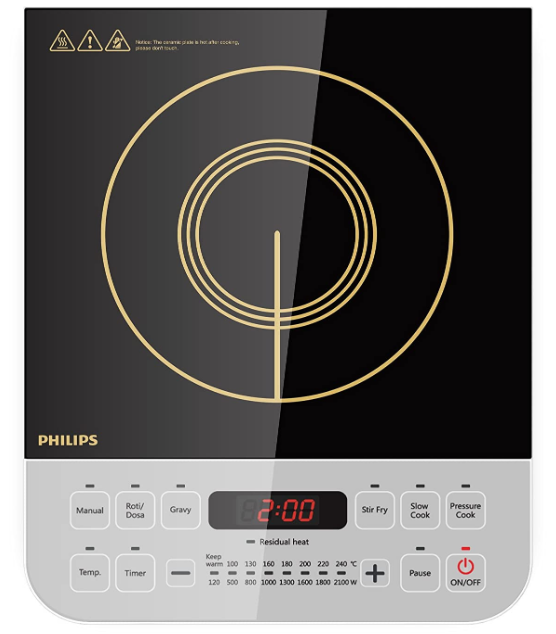 Notice: The ceramic plate is hot after cooking,
please don't touch.
PHILIPS
Manual
Roti/
Dosa
Gravy
2:00
Stir Fry
Slow
Cook
Pressure
Cook
Residual heat
Temp.
Timer
Keep
warm 100 130 160 180 200 220 240 °C
120 500 800 1000 1300 1600 1800 2100 W
Pause
ON/OFF